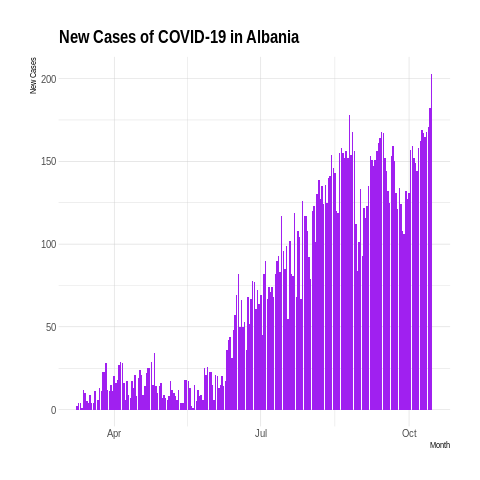 New Cases of COVID-19 in Albania
New Cases
200
150
100
50
0
Apr
Jul
Oct
Month